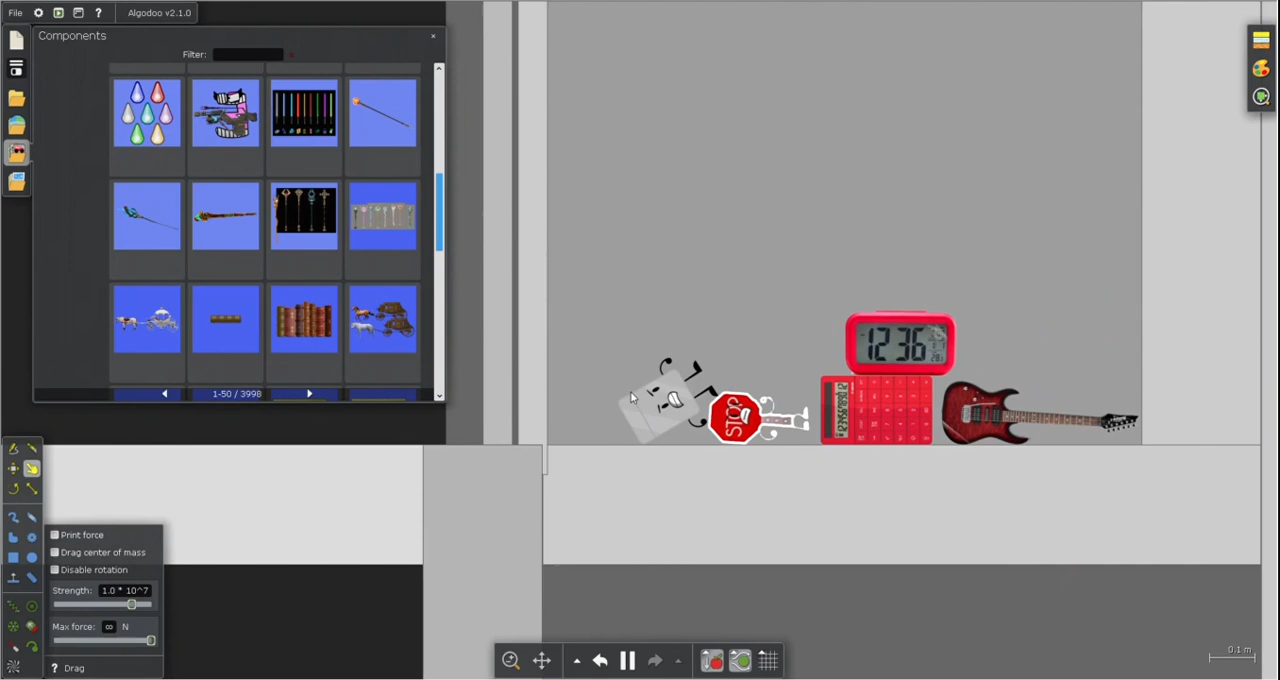 File
?
Algodoo v2.1.0
Components
×
Filter:
1-50 / 3998
12 36
STOP
Print force
Drag center of mass
Disable rotation
Strength: 1.0 * 10^7
Max force: ∞ N
? Drag
0.1 m